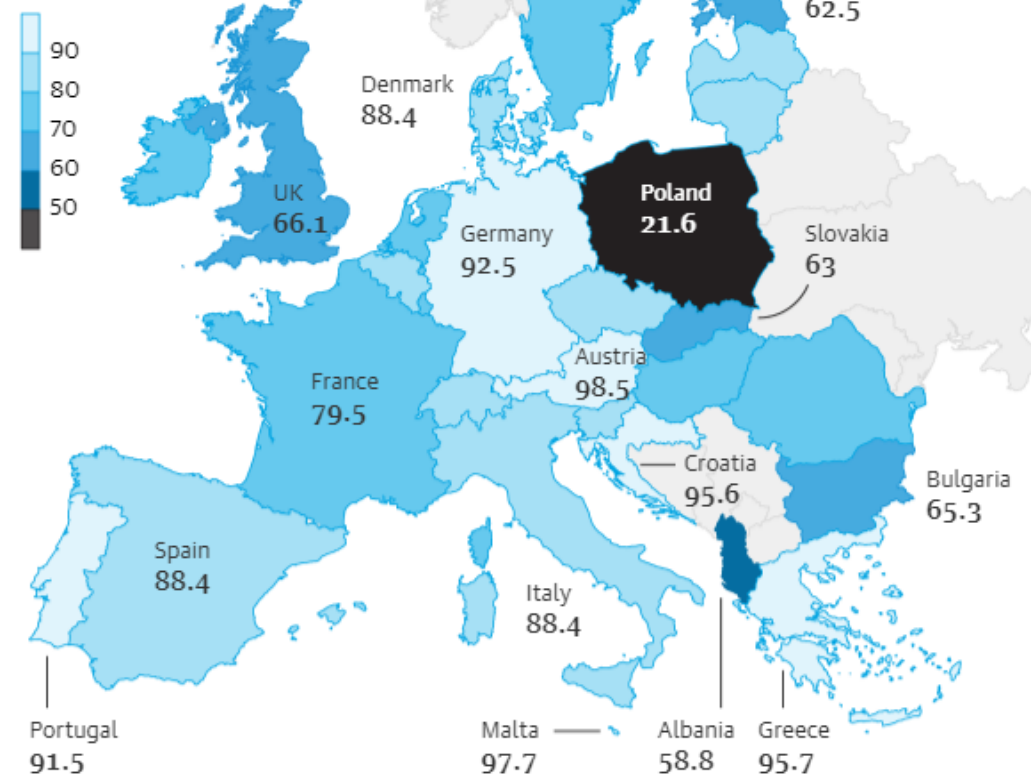 62.5
90
80
70
60
50
Denmark
88.4
UK
66.1
Poland
21.6
Germany
92.5
Slovakia
63
Austria
98.5
France
79.5
Croatia
95.6
Bulgaria
65.3
Spain
88.4
Italy
88.4
Portugal
91.5
Malta
97.7
Albania
58.8
Greece
95.7